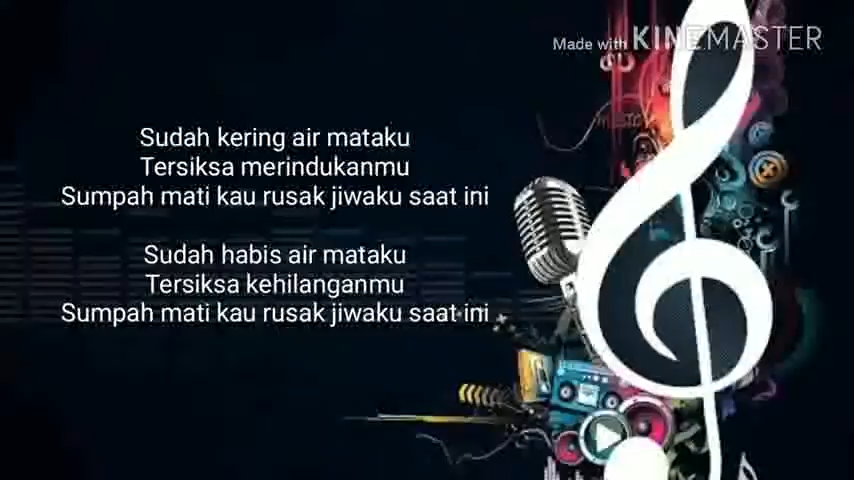 Made with KINEMASTER
Sudah kering air mataku
Tersiksa merindukanmu
Sumpah mati kau rusak jiwaku saat ini
Sudah habis air mataku
Tersiksa kehilanganmu
Sumpah mati kau rusak jiwaku saat ini